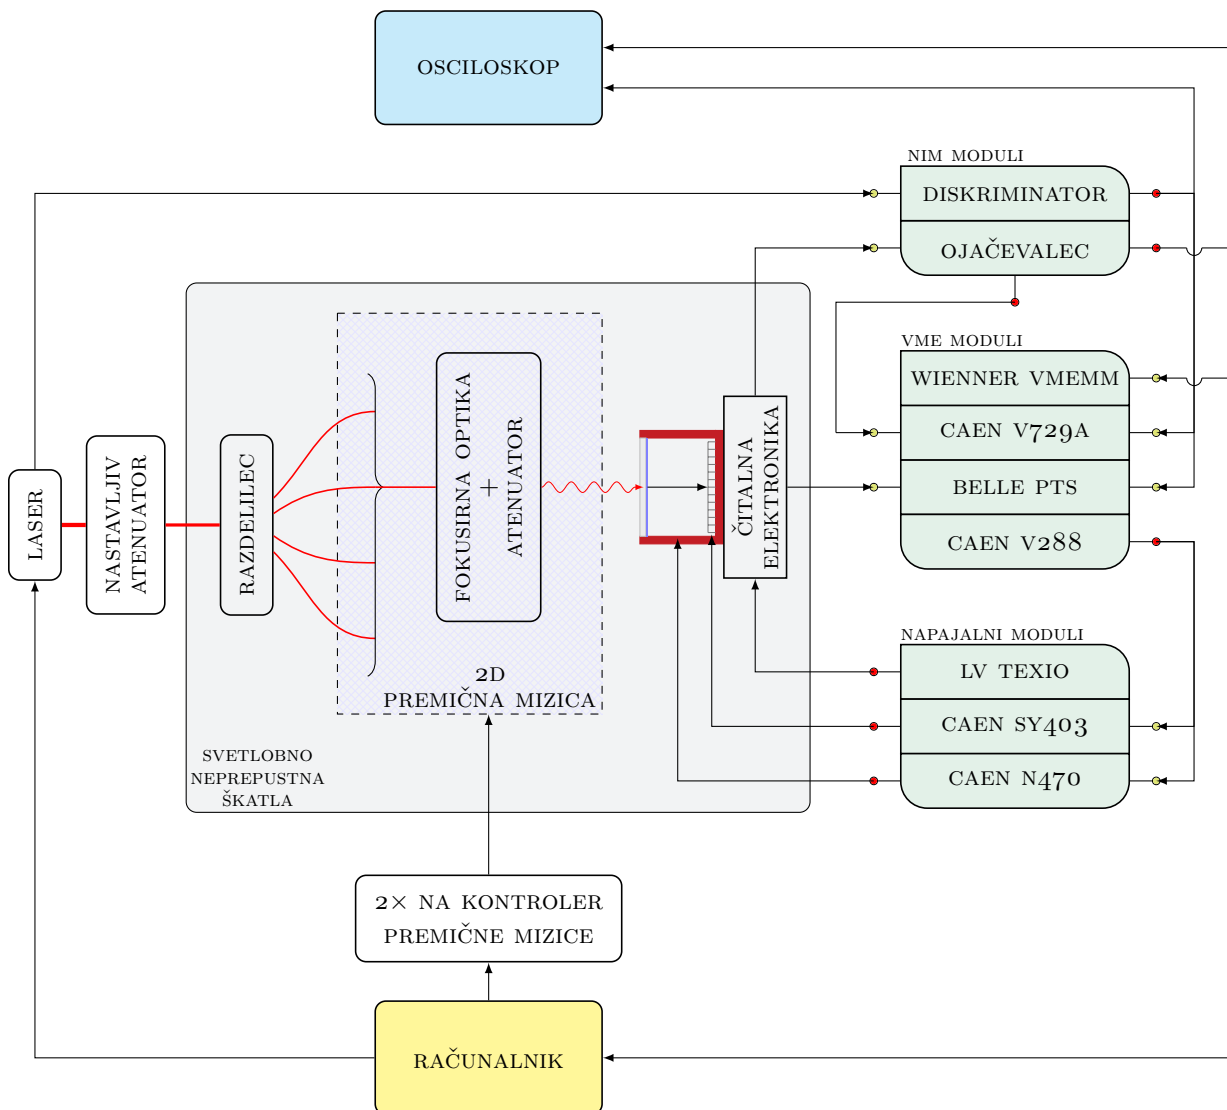 OSCILOSKOP
NIM MODULI
DISKRIMINATOR
OJAČEVALEC
VME MODULI
WIENNER VMEMM
CAEN V729A
BELLE PTS
CAEN V288
LASER
NASTAVLJIV
ATENUATOR
RAZDELILEC
FOKUSIRNA OPTIKA
+
ATENUATOR
ČITALNA
ELEKTRONIKA
2D
PREMIČNA MIZICA
NAPAJALNI MODULI
LV TEXIO
CAEN SY403
CAEN N470
SVETLOBNO
NEPREPUSTNA
ŠKATLA
2× NA KONTROLER
PREMIČNE MIZICE
RAČUNALNIK